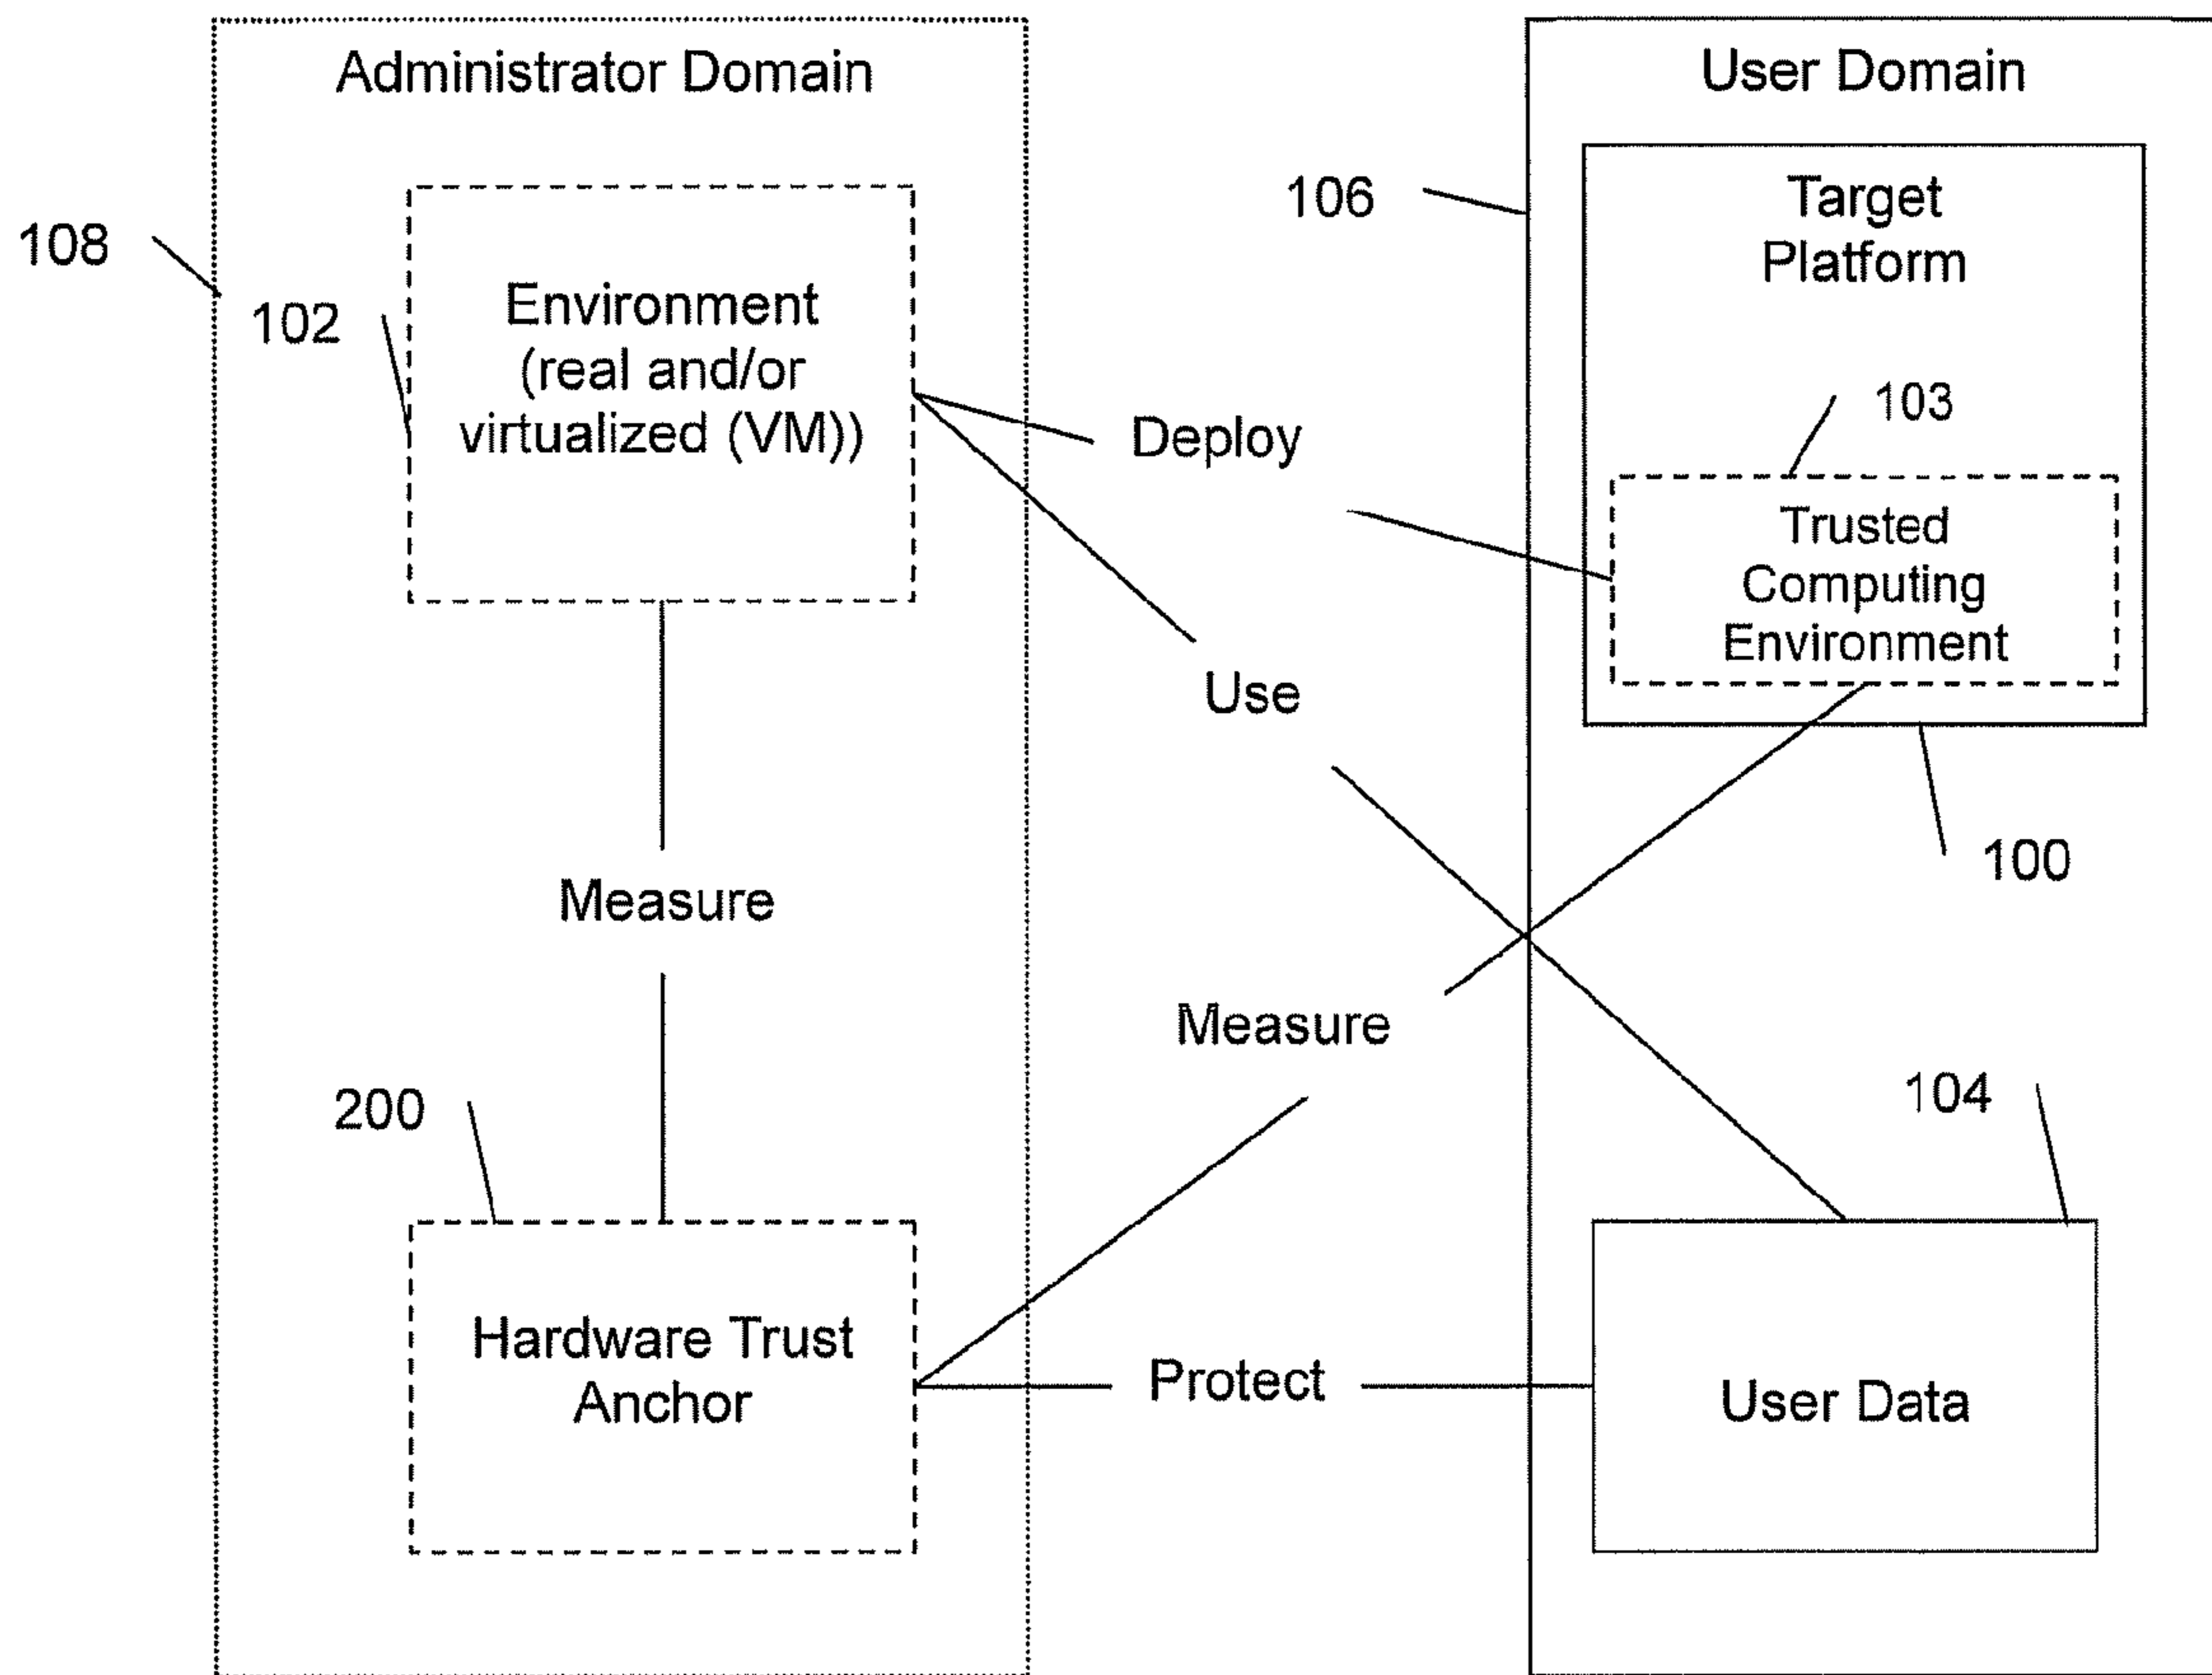 Administrator Domain
User Domain
108
102
Environment
(real and/or
virtualized (VM))
106
Target
Platform
103
Trusted
Computing
Environment
Deploy
Use
100
Measure
Measure
200
104
Hardware Trust
Anchor
Protect
User Data